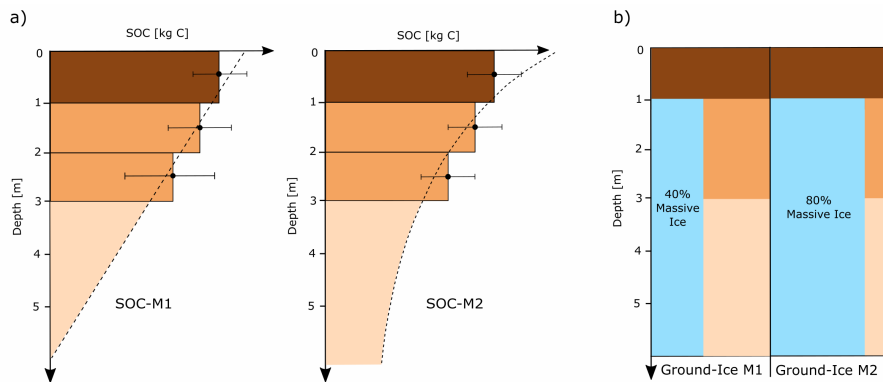 a)
SOC [kg C]
0
1
2
3
4
5
Depth [m]
SOC-M1
SOC [kg C]
0
1
2
3
4
5
Depth [m]
SOC-M2
b)
0
1
2
3
4
5
Depth [m]
40%
Massive
Ice
80%
Massive Ice
Ground-Ice M1
Ground-Ice M2